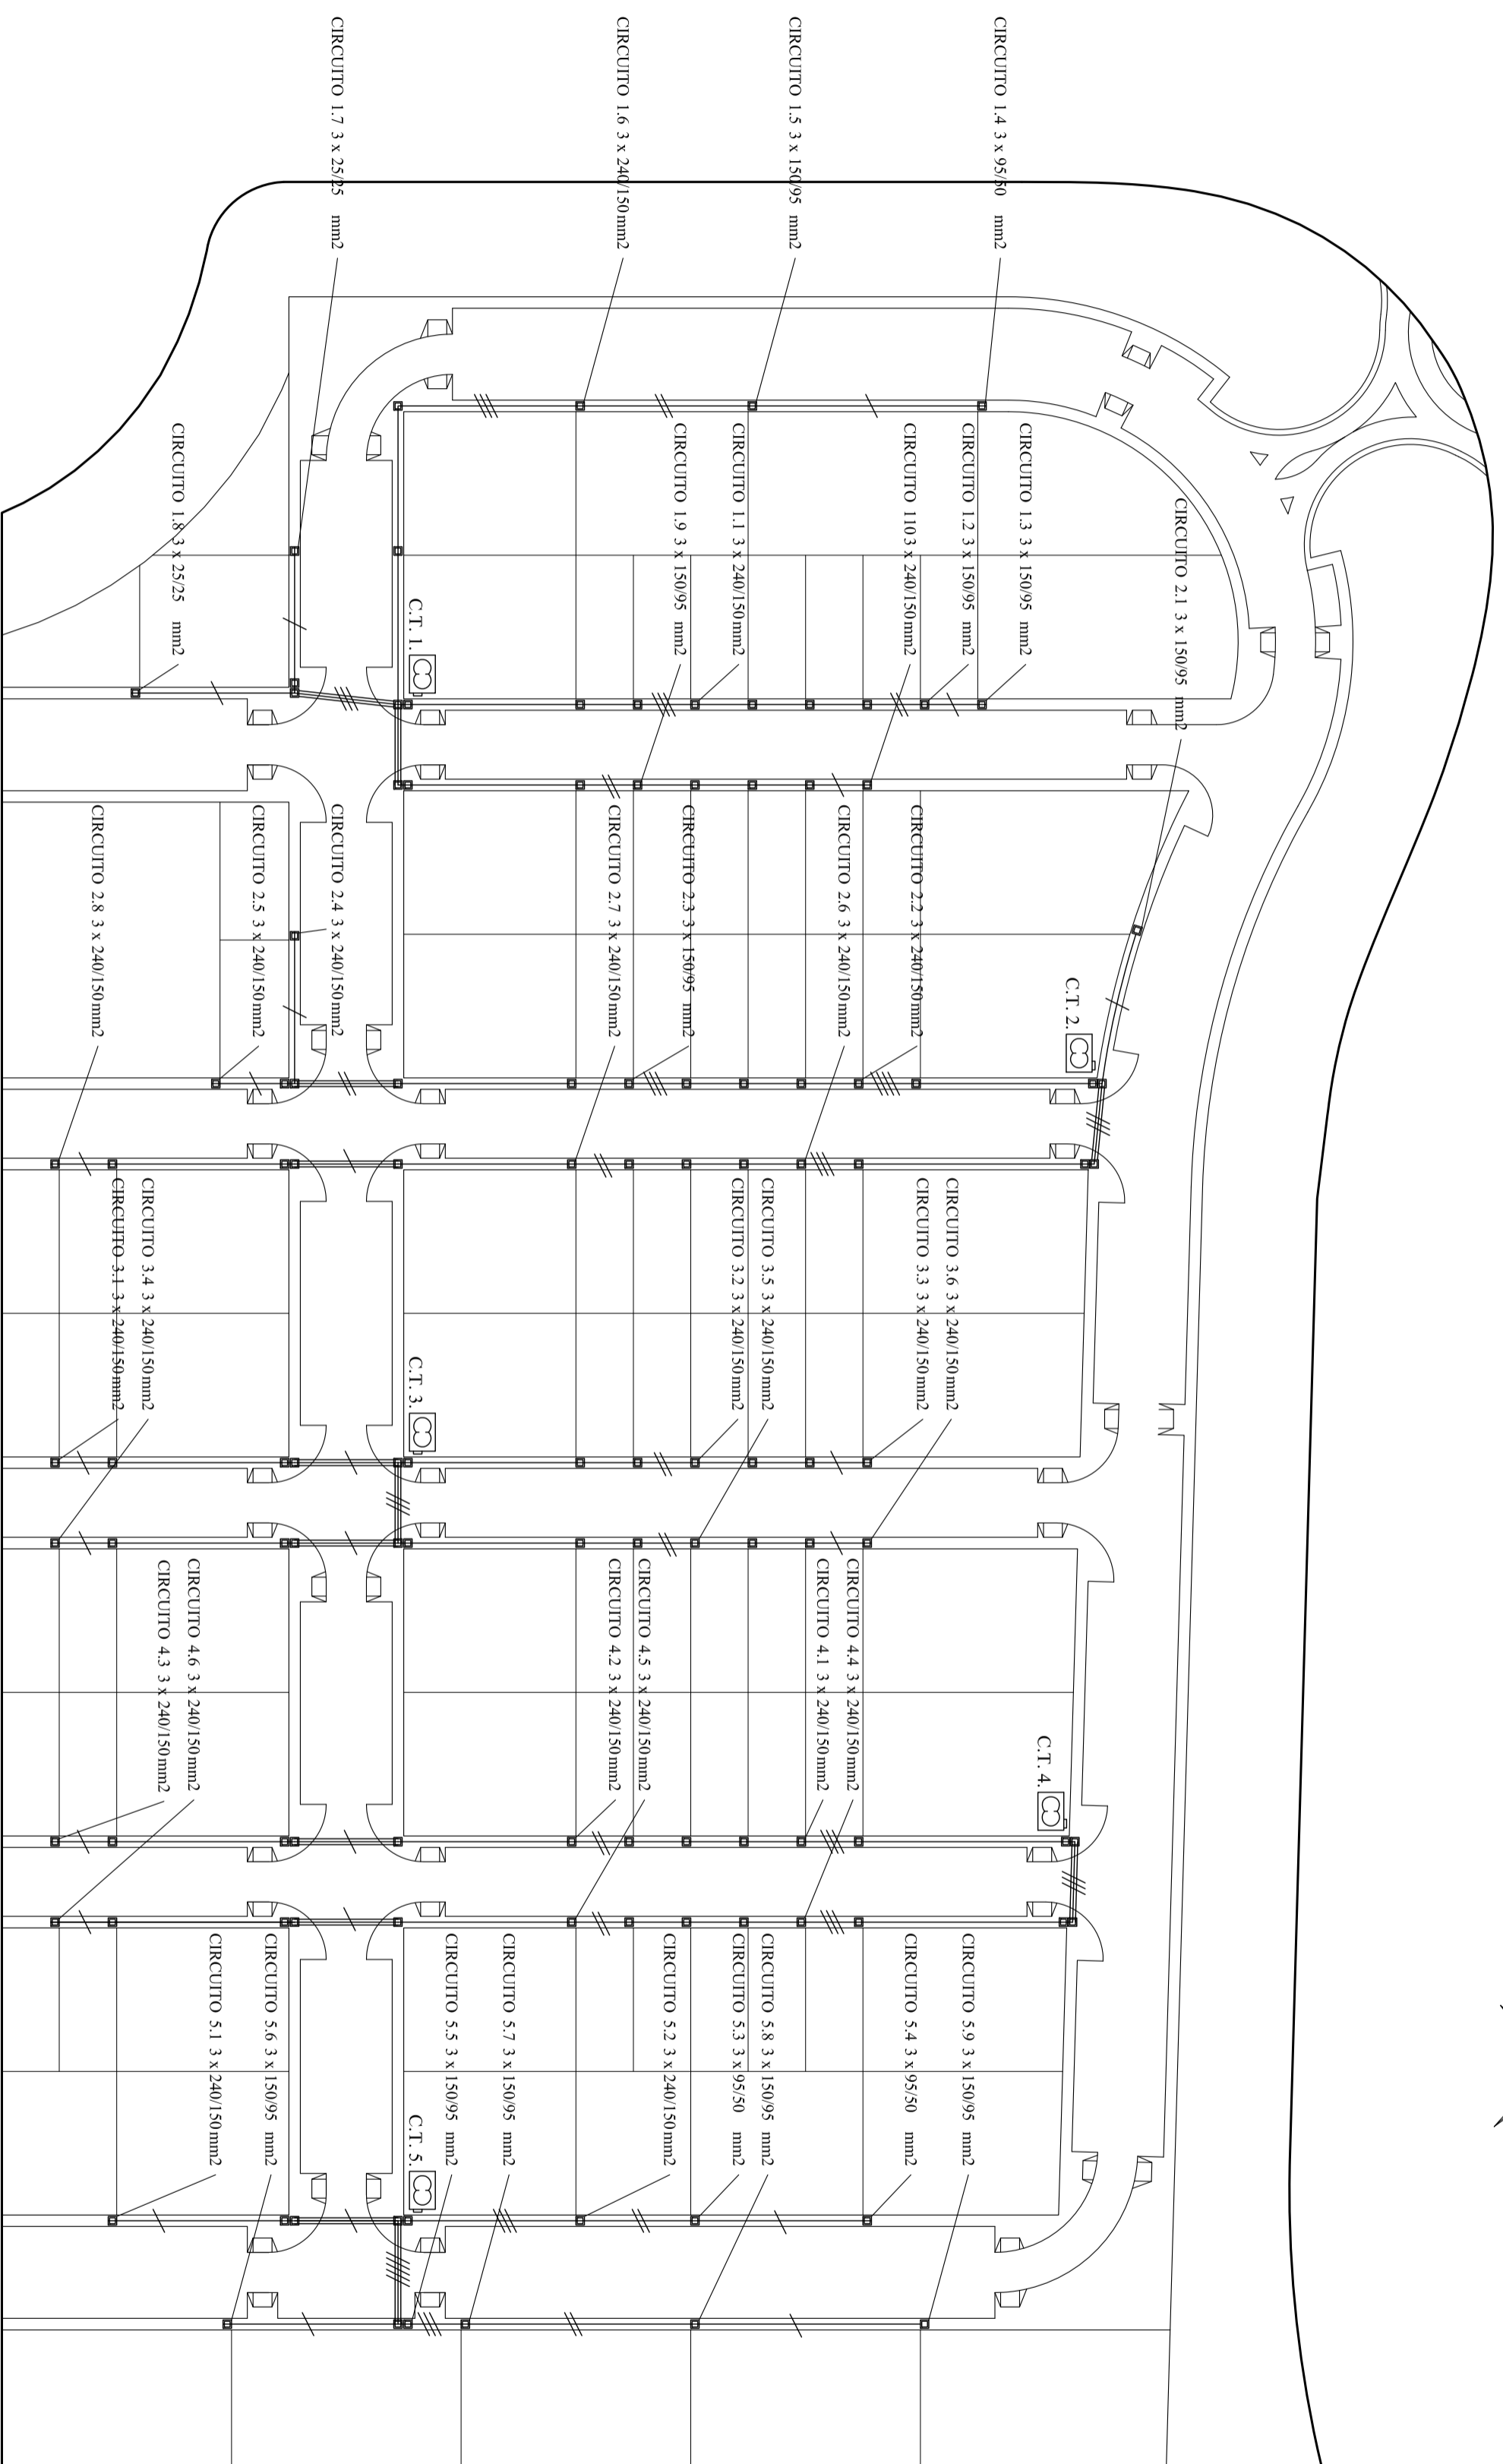 CIRCUITO 1.4 3 x 95/50 mm2
CIRCUITO 1.5 3 x 150/95 mm2
CIRCUITO 1.6 3 x 240/150mm2
CIRCUITO 1.7 3 x 25/25 mm2
CIRCUITO 1.3 3 x 150/95 mm2
CIRCUITO 1.2 3 x 150/95 mm2
CIRCUITO 110 3 x 240/150mm2
CIRCUITO 1.1 3 x 240/150mm2
CIRCUITO 1.9 3 x 150/95 mm2
CIRCUITO 1.8 3 x 25/25 mm2
CIRCUITO 2.1 3 x 150/95 mm2
C.T. 1.
CIRCUITO 2.2 3 x 240/150mm2
CIRCUITO 2.6 3 x 240/150mm2
CIRCUITO 2.3 3 x 150/95 mm2
CIRCUITO 2.7 3 x 240/150mm2
CIRCUITO 2.4 3 x 240/150mm2
CIRCUITO 2.5 3 x 240/150mm2
CIRCUITO 2.8 3 x 240/150mm2
C.T. 2.
CIRCUITO 3.6 3 x 240/150mm2
CIRCUITO 3.3 3 x 240/150mm2
CIRCUITO 3.5 3 x 240/150mm2
CIRCUITO 3.2 3 x 240/150mm2
CIRCUITO 3.4 3 x 240/150mm2
CIRCUITO 3.1 3 x 240/150mm2
C.T. 3.
CIRCUITO 4.4 3 x 240/150mm2
CIRCUITO 4.1 3 x 240/150mm2
CIRCUITO 4.5 3 x 240/150mm2
CIRCUITO 4.2 3 x 240/150mm2
CIRCUITO 4.6 3 x 240/150mm2
CIRCUITO 4.3 3 x 240/150mm2
C.T. 4.
CIRCUITO 5.9 3 x 150/95 mm2
CIRCUITO 5.4 3 x 95/50 mm2
CIRCUITO 5.8 3 x 150/95 mm2
CIRCUITO 5.3 3 x 95/50 mm2
CIRCUITO 5.2 3 x 240/150mm2
CIRCUITO 5.7 3 x 150/95 mm2
CIRCUITO 5.5 3 x 150/95 mm2
CIRCUITO 5.6 3 x 150/95 mm2
CIRCUITO 5.1 3 x 240/150mm2
C.T. 5.